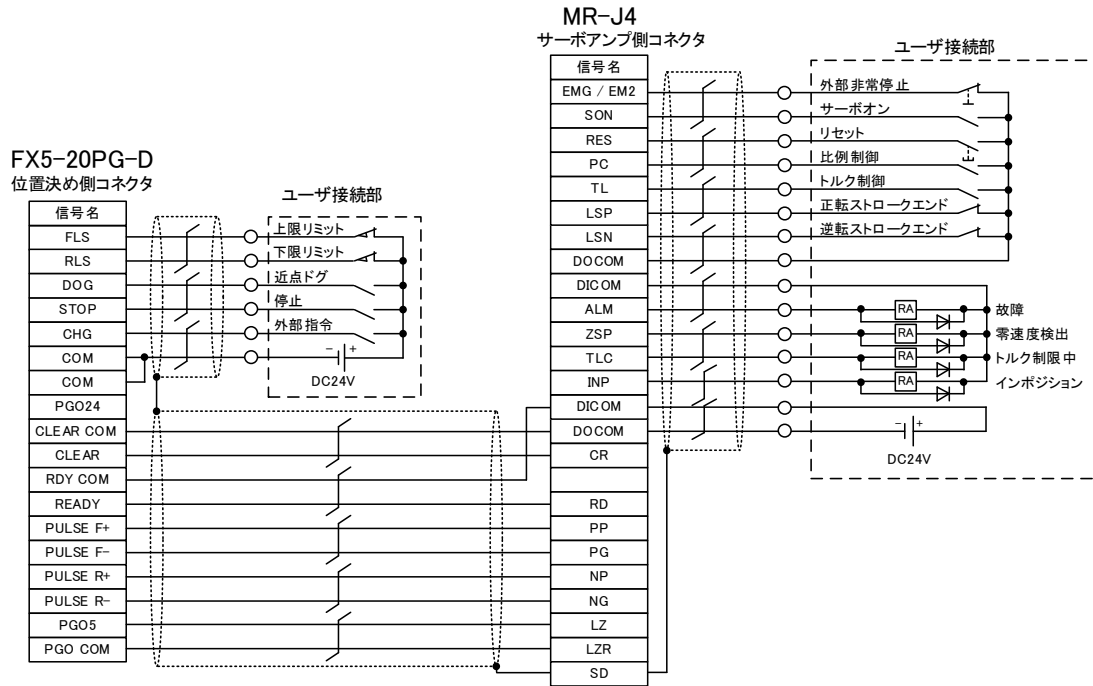 FX5-20PG-D
位置決め側コネクタ
信号名
FLS
RLS
DOG
STOP
CHG
COM
COM
PGO24
CLEAR COM
CLEAR
RDY COM
READY
PULSE F+
PULSE F-
PULSE R+
PULSE R-
PGO5
PGO COM
ユーザ接続部
上限リミット
下限リミット
近点ドグ
停止
外部指令
- +
DC24V
MR-J4
サーボアンプ側コネクタ
信号名
EMG / EM2
SON
RES
PC
TL
LSP
LSN
DOCOM
DICOM
ALM
ZSP
TLC
INP
DICOM
DOCOM
CR
RD
PP
PG
NP
NG
LZ
LZR
SD
ユーザ接続部
外部非常停止
サーボオン
リセット
比例制御
トルク制御
正転ストロークエンド
逆転ストロークエンド
RA 故障
RA 零速度検出
RA トルク制限中
RA インポジション
- +
DC24V